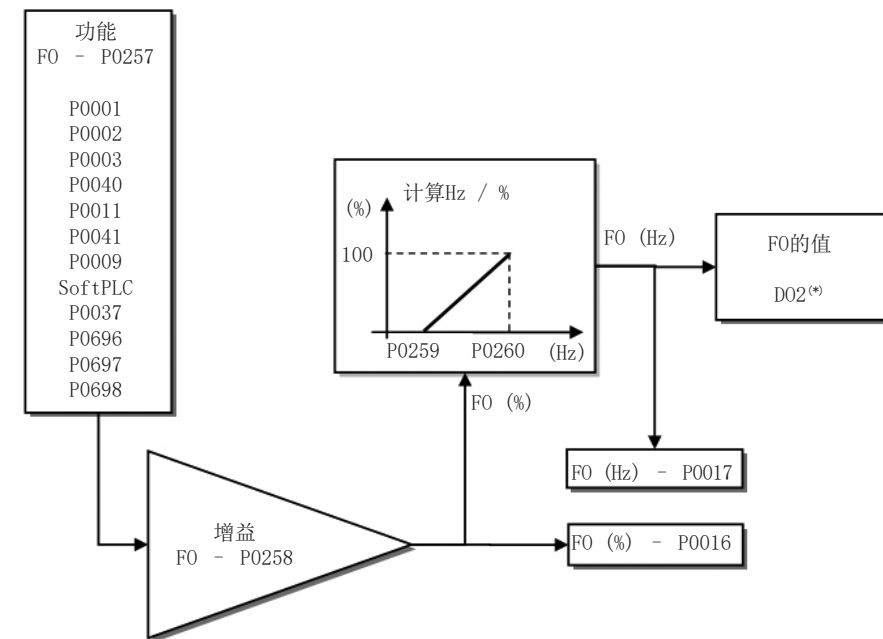 功能
FO - P0257
P0001
P0002
P0003
P0040
P0011
P0041
P0009
SoftPLC
P0037
P0696
P0697
P0698
计算Hz / %
(%)
100
P0259
P0260
(Hz)
FO (Hz)
FO的值
DO2(*)
FO (%)
FO (Hz) - P0017
增益
FO - P0258
FO (%) - P0016